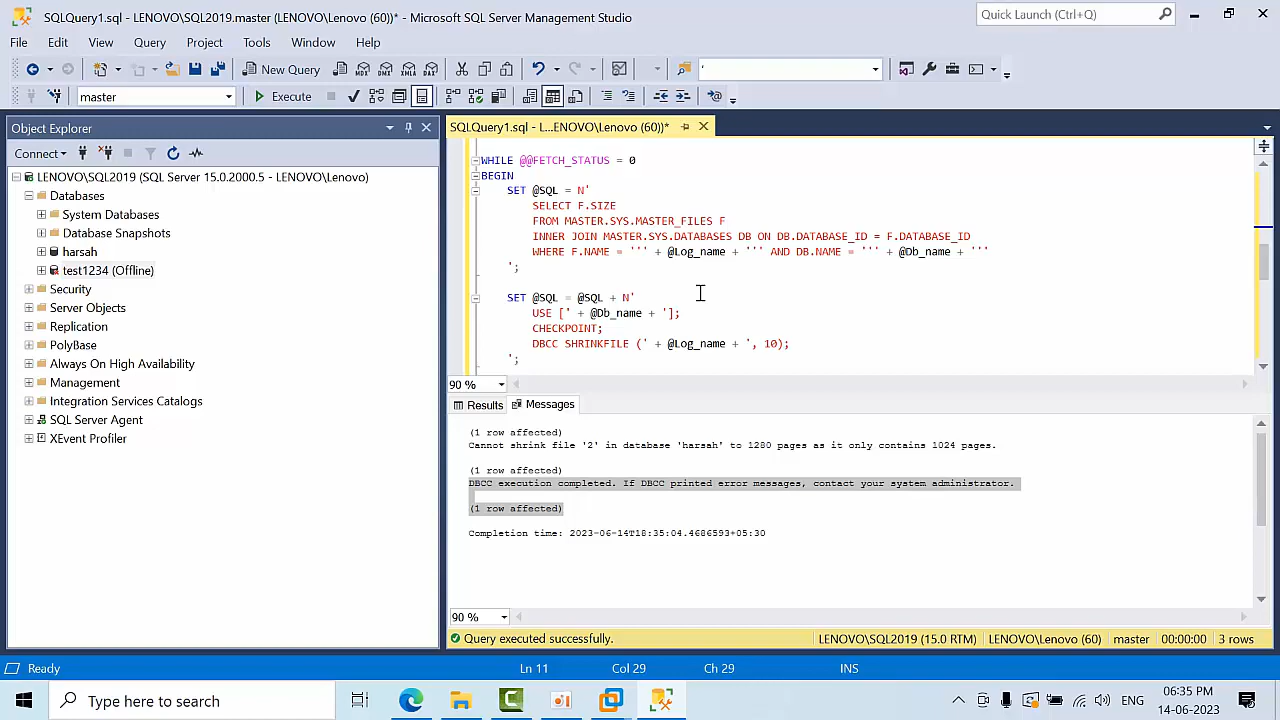 SQLQuery1.sql - LENOVO\SQL2019.master (LENOVO\Lenovo (60))* - Microsoft SQL Server Management Studio
Quick Launch (Ctrl+Q)
File Edit View Query Project Tools Window Help
New Query
MDX DMX XMLA DAX
'
master
Execute
Object Explorer
SQLQuery1.sql - L...ENOVO\Lenovo (60))*
Connect
LENOVO\SQL2019 (SQL Server 15.0.2000.5 - LENOVO\Lenovo)
Databases
System Databases
Database Snapshots
harsah
test1234 (Offline)
Security
Server Objects
Replication
PolyBase
Always On High Availability
Management
Integration Services Catalogs
SQL Server Agent
XEvent Profiler
WHILE @@FETCH_STATUS = 0
BEGIN
SET @SQL = N'
SELECT F.SIZE
FROM MASTER.SYS.MASTER_FILES F
INNER JOIN MASTER.SYS.DATABASES DB ON DB.DATABASE_ID = F.DATABASE_ID
WHERE F.NAME = ''' + @Log_name + ''' AND DB.NAME = ''' + @Db_name + '''
';
SET @SQL = @SQL + N'
USE [' + @Db_name + '];
CHECKPOINT;
DBCC SHRINKFILE (' + @Log_name + ', 10);
';
90 %
Results Messages
(1 row affected)
Cannot shrink file '2' in database 'harsah' to 1280 pages as it only contains 1024 pages.
(1 row affected)
DBCC execution completed. If DBCC printed error messages, contact your system administrator.
(1 row affected)
Completion time: 2023-06-14T18:35:04.4686593+05:30
90 %
Query executed successfully. LENOVO\SQL2019 (15.0 RTM) LENOVO\Lenovo (60) master 00:00:00 3 rows
Ready Ln 11 Col 29 Ch 29 INS
Type here to search
ENG
06:35 PM
14-06-2023